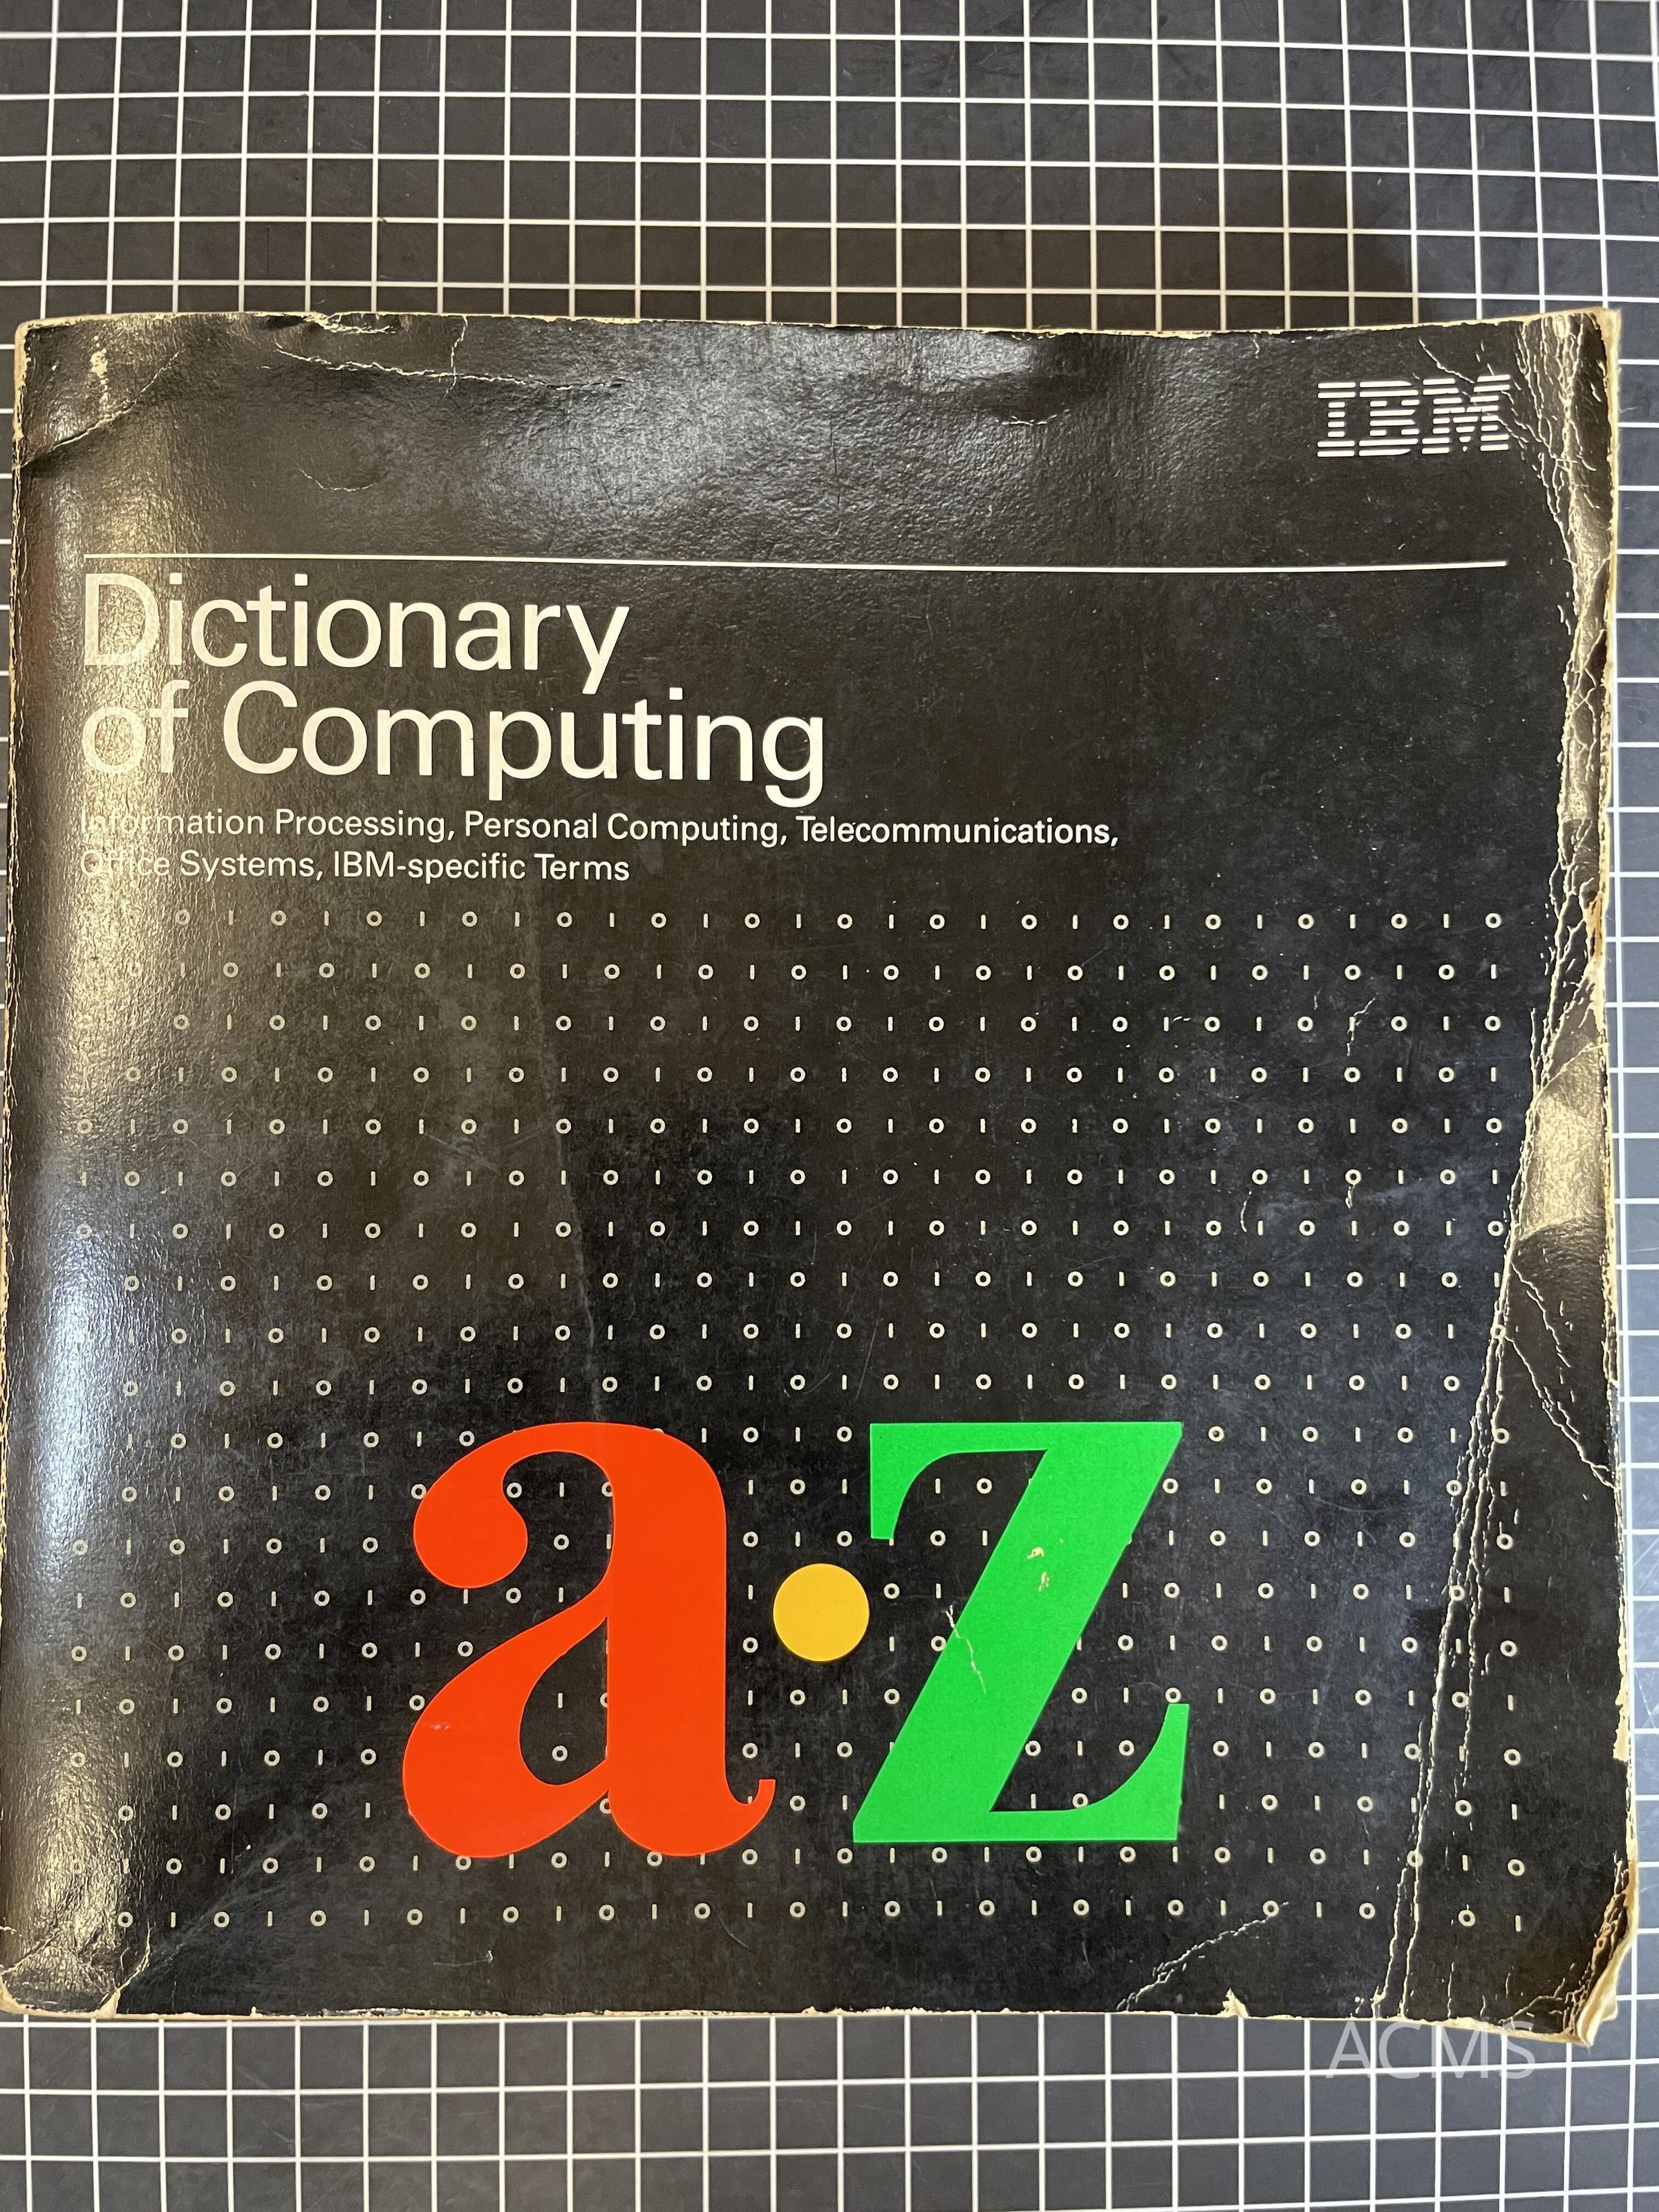 IBM
Dictionary
of Computing
Information Processing, Personal Computing, Telecommunications,
Office Systems, IBM-specific Terms
a·z
ACMS